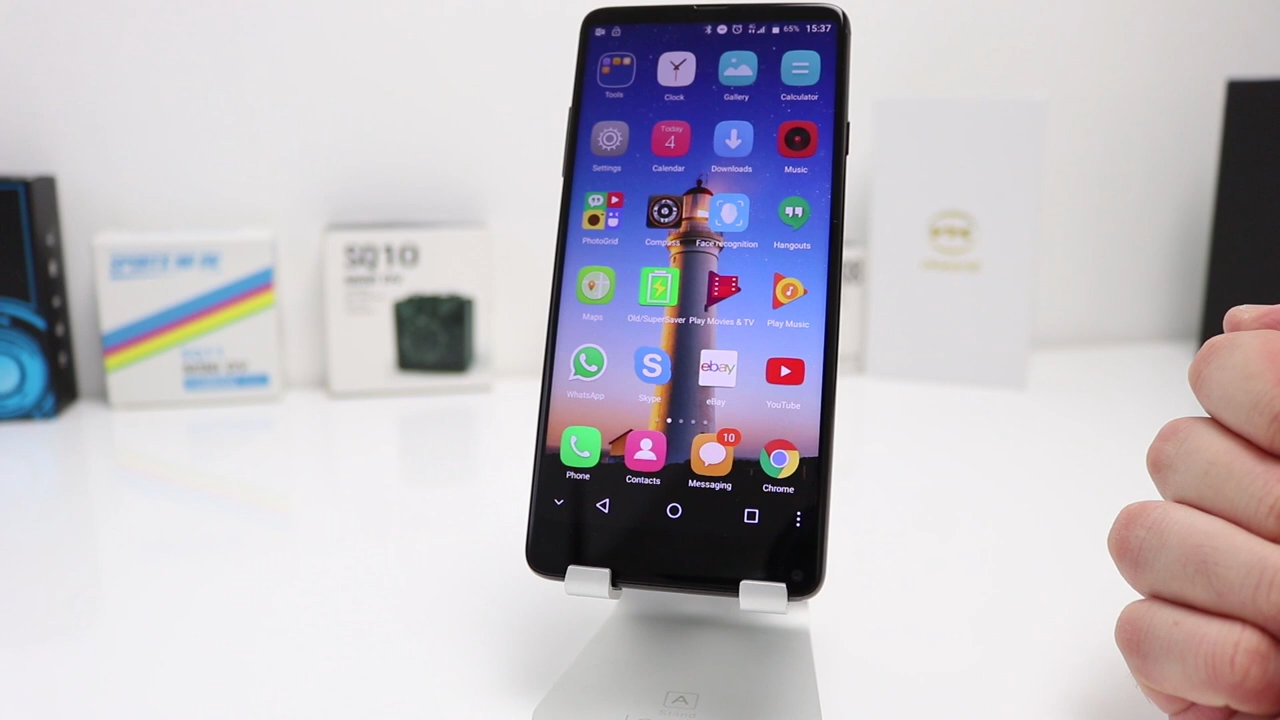 65% 15:37
Tools Clock Gallery Calculator
Today
4
Settings Calendar Downloads Music
PhotoGrid Compass Face recognition Hangouts
Maps Old/SuperSaver Play Movies & TV Play Music
ebay
WhatsApp Skype eBay YouTube
10
Phone Contacts Messaging Chrome
SQ10
A
Stand